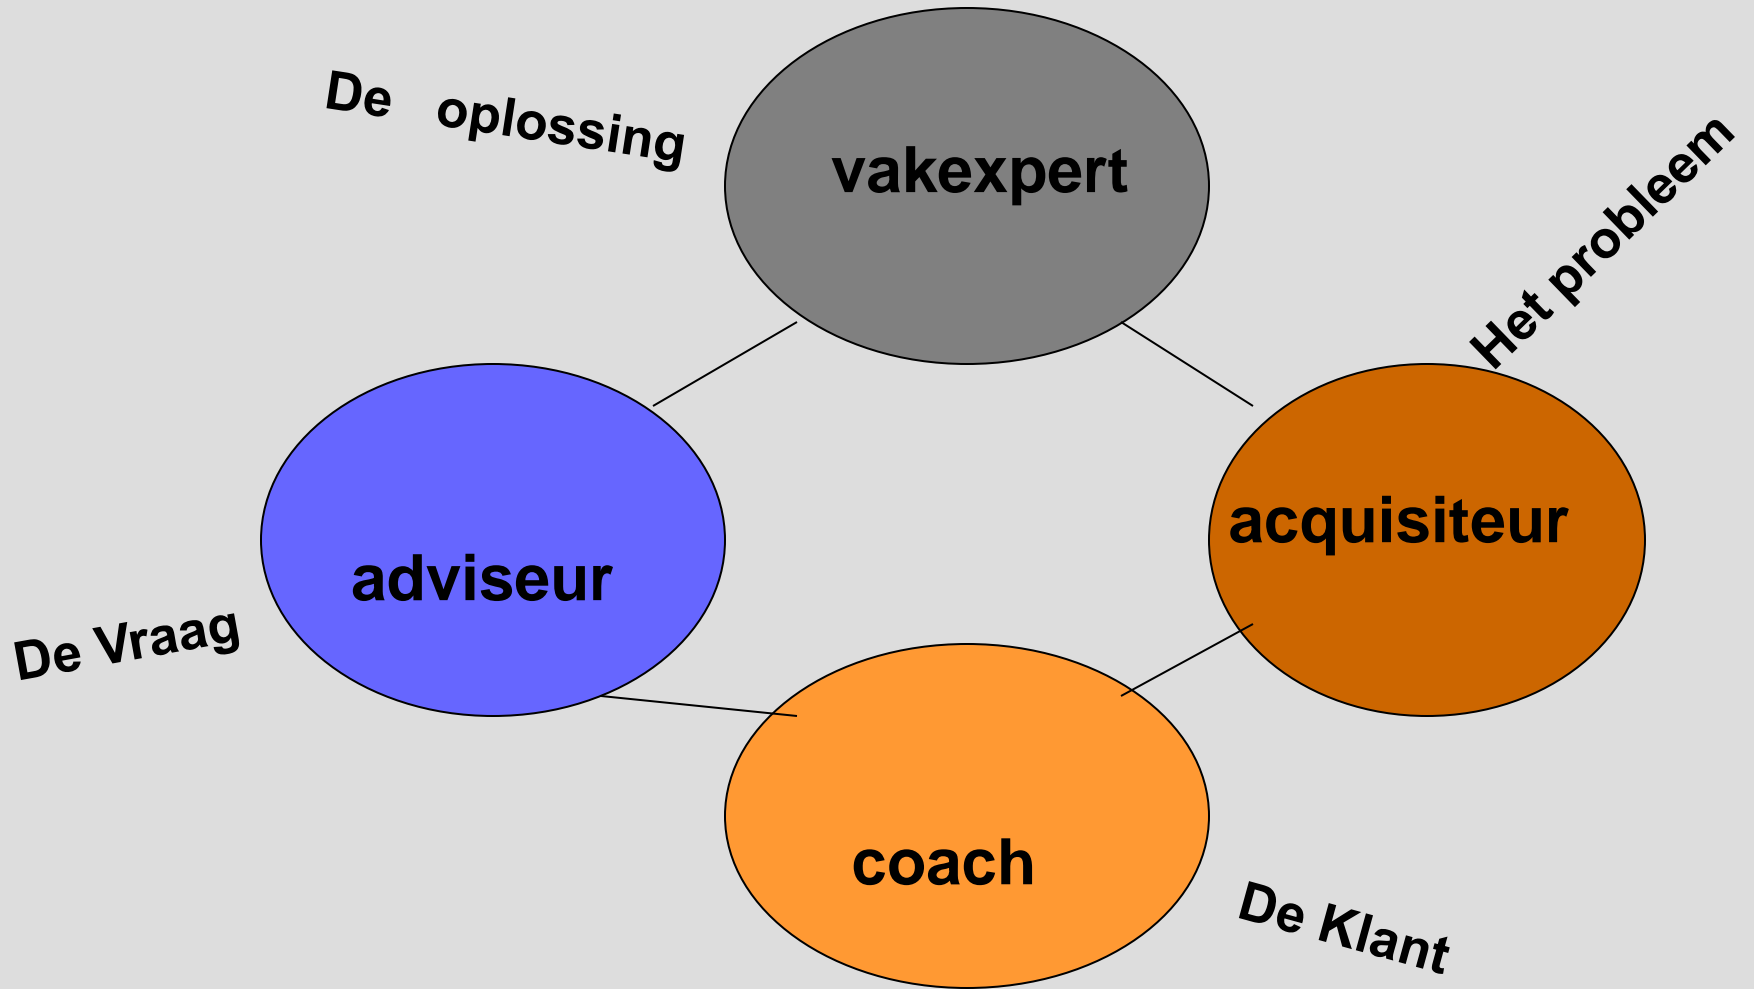 De oplossing
vakexpert
Het probleem
acquisiteur
adviseur
De Vraag
coach
De Klant